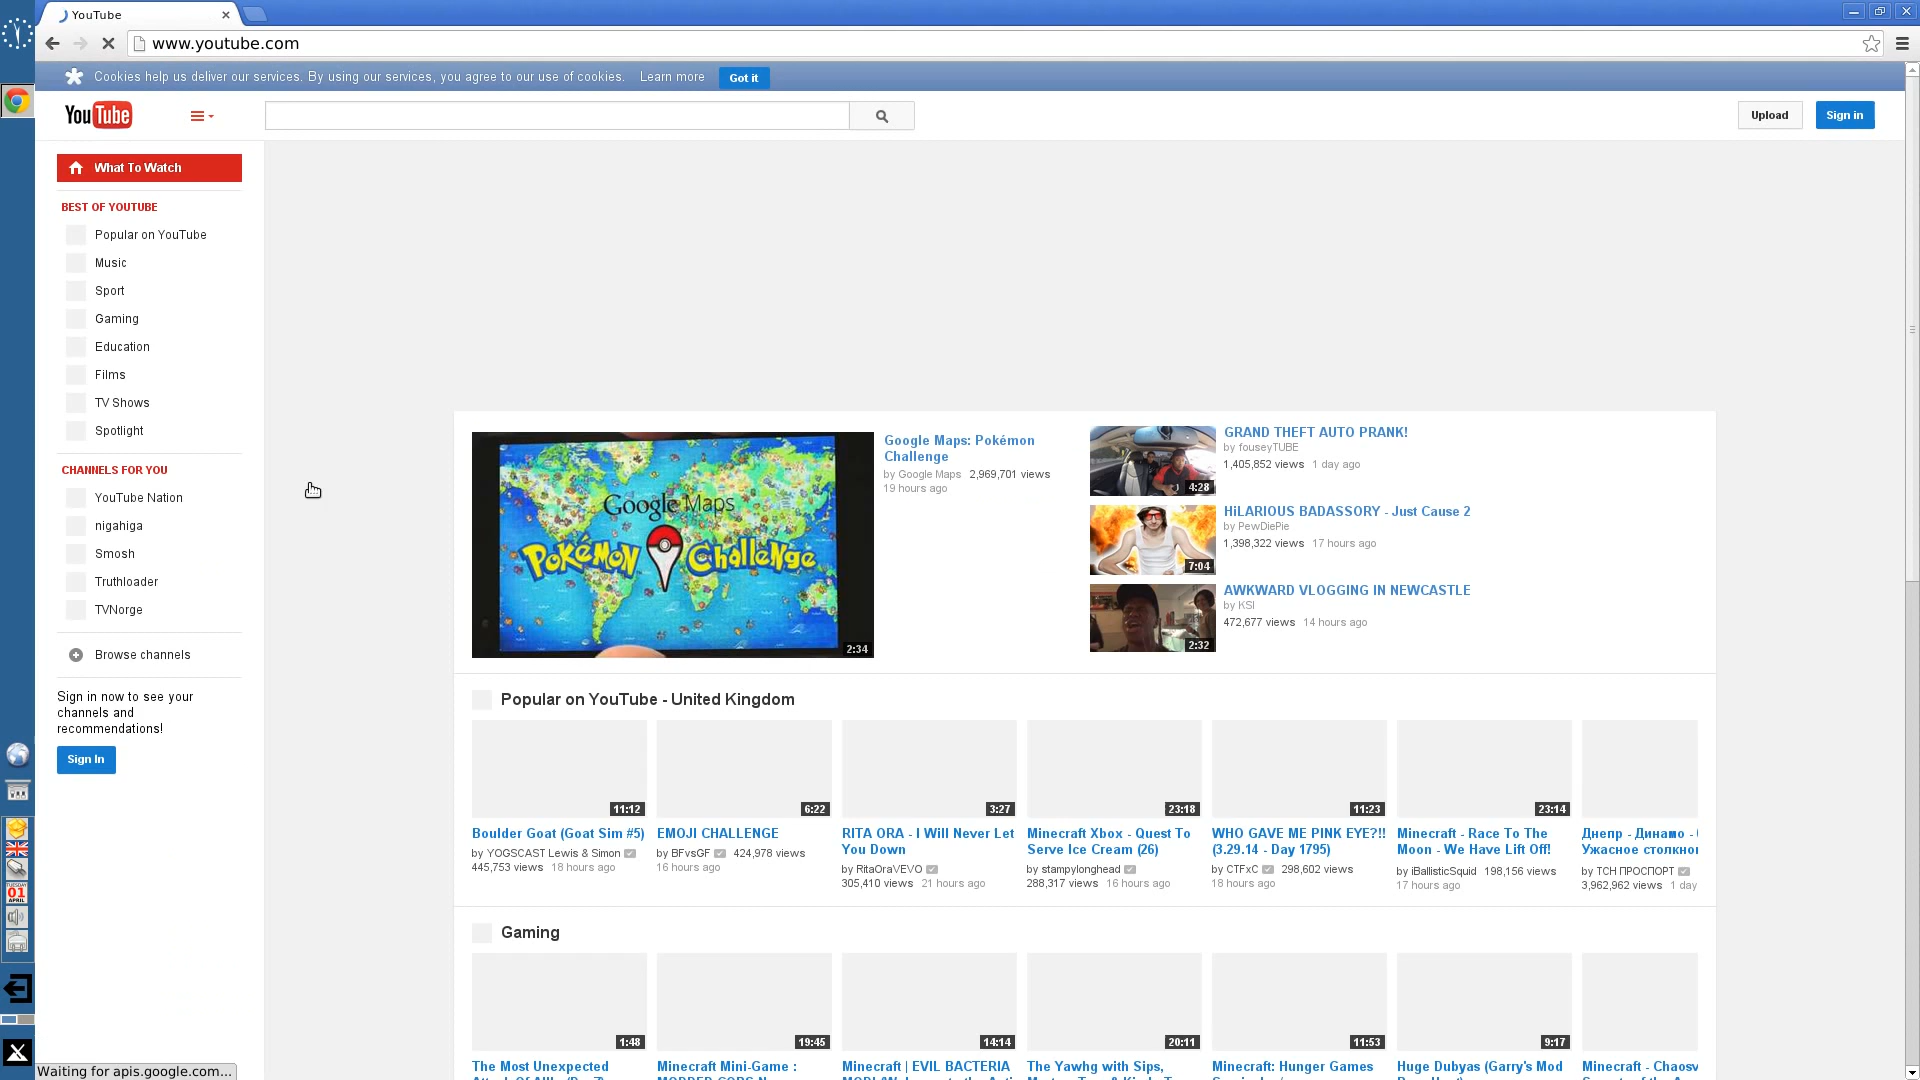 YouTube
www.youtube.com
Cookies help us deliver our services. By using our services, you agree to our use of cookies. Learn more Got it
YouTube
Upload
Sign in
What To Watch
BEST OF YOUTUBE
Popular on YouTube
Music
Sport
Gaming
Education
Films
TV Shows
Spotlight
CHANNELS FOR YOU
YouTube Nation
nigahiga
Smosh
Truthloader
TVNorge
Browse channels
Sign in now to see your
channels and
recommendations!
Sign In
Google Maps
Pokémon Challenge
2:34
Google Maps: Pokémon
Challenge
by Google Maps 2,969,701 views
19 hours ago
4:28
GRAND THEFT AUTO PRANK!
by fouseyTUBE
1,405,852 views 1 day ago
7:04
HiLARIOUS BADASSORY - Just Cause 2
by PewDiePie
1,398,322 views 17 hours ago
2:32
AWKWARD VLOGGING IN NEWCASTLE
by KSI
472,677 views 14 hours ago
Popular on YouTube - United Kingdom
11:12
Boulder Goat (Goat Sim #5)
by YOGSCAST Lewis & Simon
445,753 views 18 hours ago
6:22
EMOJI CHALLENGE
by BFvsGF 424,978 views
16 hours ago
3:27
RITA ORA - I Will Never Let
You Down
by RitaOraVEVO
305,410 views 21 hours ago
23:18
Minecraft Xbox - Quest To
Serve Ice Cream (26)
by stampylonghead
288,317 views 16 hours ago
11:23
WHO GAVE ME PINK EYE?!!
(3.29.14 - Day 1795)
by CTFxC 298,602 views
18 hours ago
23:14
Minecraft - Race To The
Moon - We Have Lift Off!
by iBallisticSquid 198,156 views
17 hours ago
Днепр - Динамо -
Ужасное
by ТСН ПРОСПОРТ
3,962,962 views 1 day
Gaming
1:48
The Most Unexpected
19:45
Minecraft Mini-Game :
14:14
Minecraft | EVIL BACTERIA
20:11
The Yawhg with Sips,
11:53
Minecraft: Hunger Games
9:17
Huge Dubyas (Garry's Mod
Minecraft -
TUESDAY
01
APRIL
Waiting for apis.google.com...